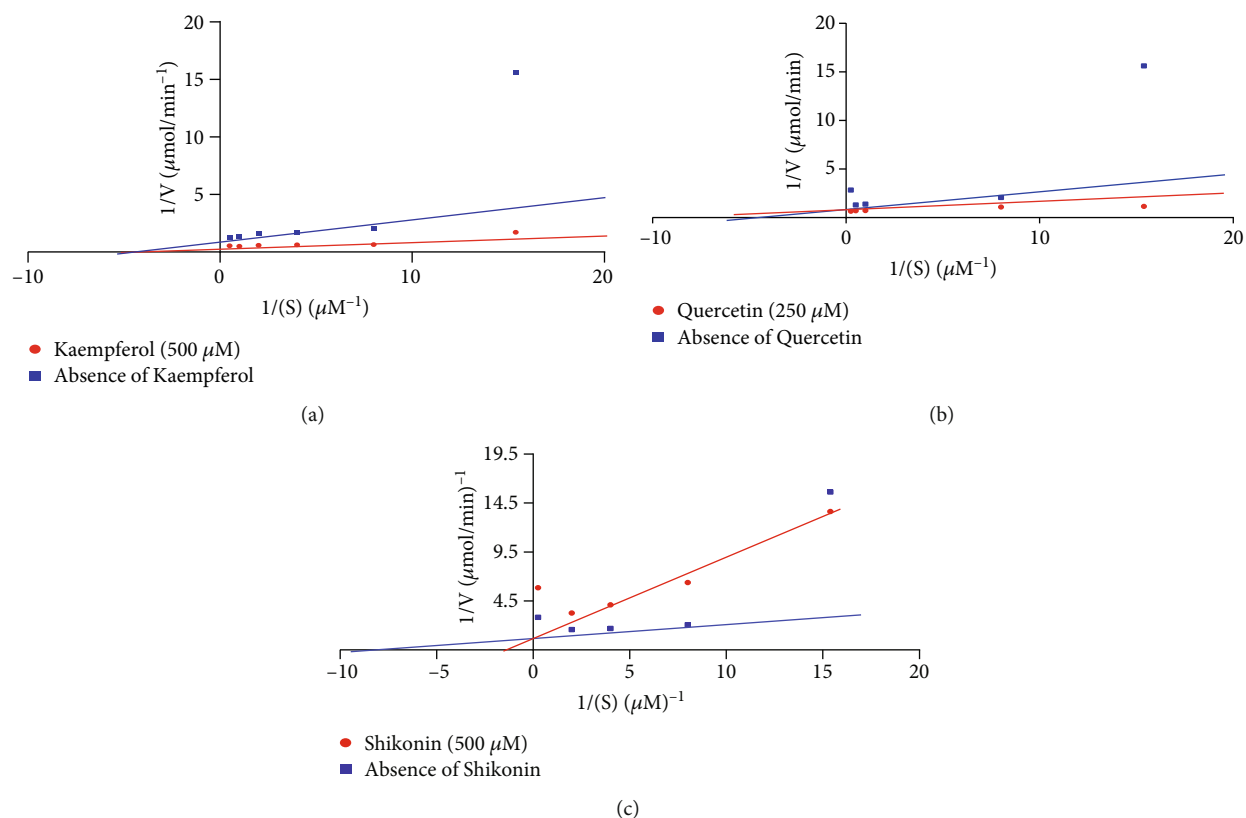 20
15
10
5
1/V (μmol/min⁻¹)
−10
0
10
20
1/(S) (μM⁻¹)
Kaempferol (500 μM)
Absence of Kaempferol
(a)
20
15
10
5
1/V (μmol/min)
−10
0
10
20
1/(S) (μM⁻¹)
Quercetin (250 μM)
Absence of Quercetin
(b)
19.5
14.5
9.5
4.5
1/V (μmol/min)⁻¹
−10
−5
0
5
10
15
20
1/(S) (μM)⁻¹
Shikonin (500 μM)
Absence of Shikonin
(c)